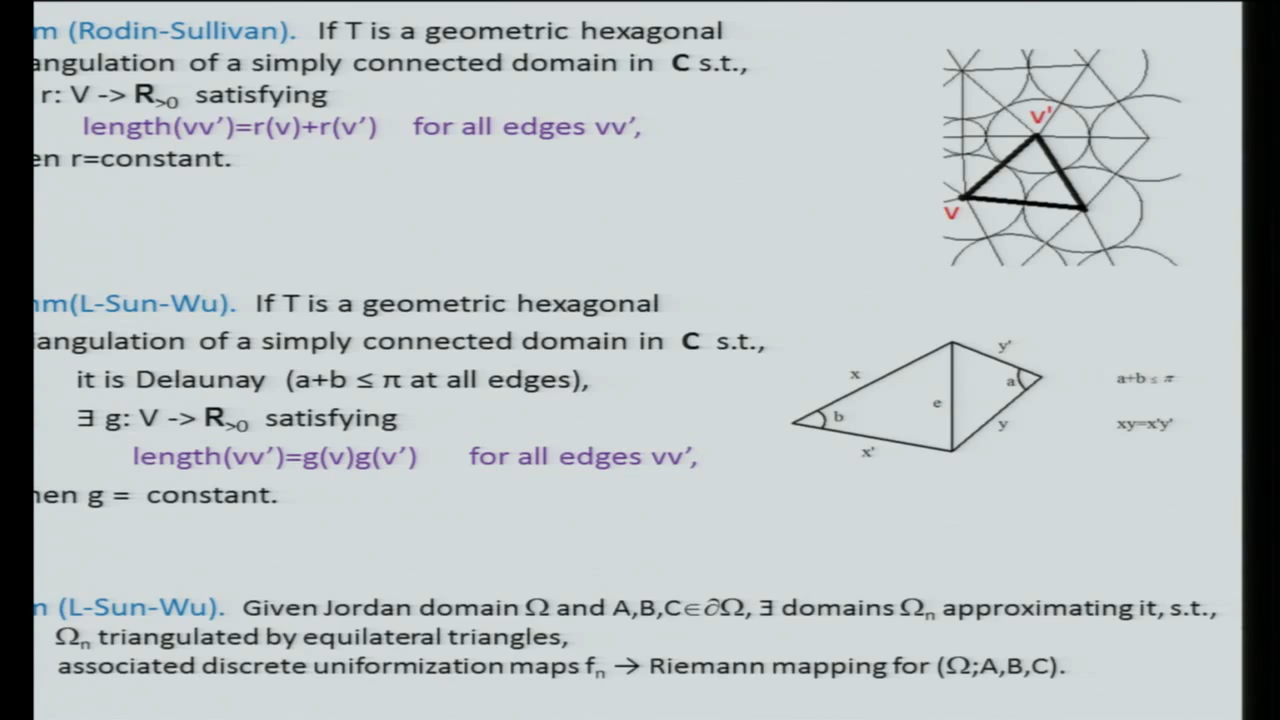 m (Rodin-Sullivan). If T is a geometric hexagonal
angulation of a simply connected domain in C s.t.,
r: V -> R>0 satisfying
length(vv’)=r(v)+r(v’) for all edges vv’,
en r=constant.
v'
v
m(L-Sun-Wu). If T is a geometric hexagonal
angulation of a simply connected domain in C s.t.,
it is Delaunay (a+b ≤ π at all edges),
∃ g: V -> R>0 satisfying
length(vv’)=g(v)g(v’) for all edges vv’,
hen g = constant.
x
y'
a
b
e
y
x'
a+b ≤ π
xy=x'y'
m (L-Sun-Wu). Given Jordan domain Ω and A,B,C∈∂Ω, ∃ domains Ωn approximating it, s.t.,
Ωn triangulated by equilateral triangles,
associated discrete uniformization maps fn → Riemann mapping for (Ω;A,B,C).